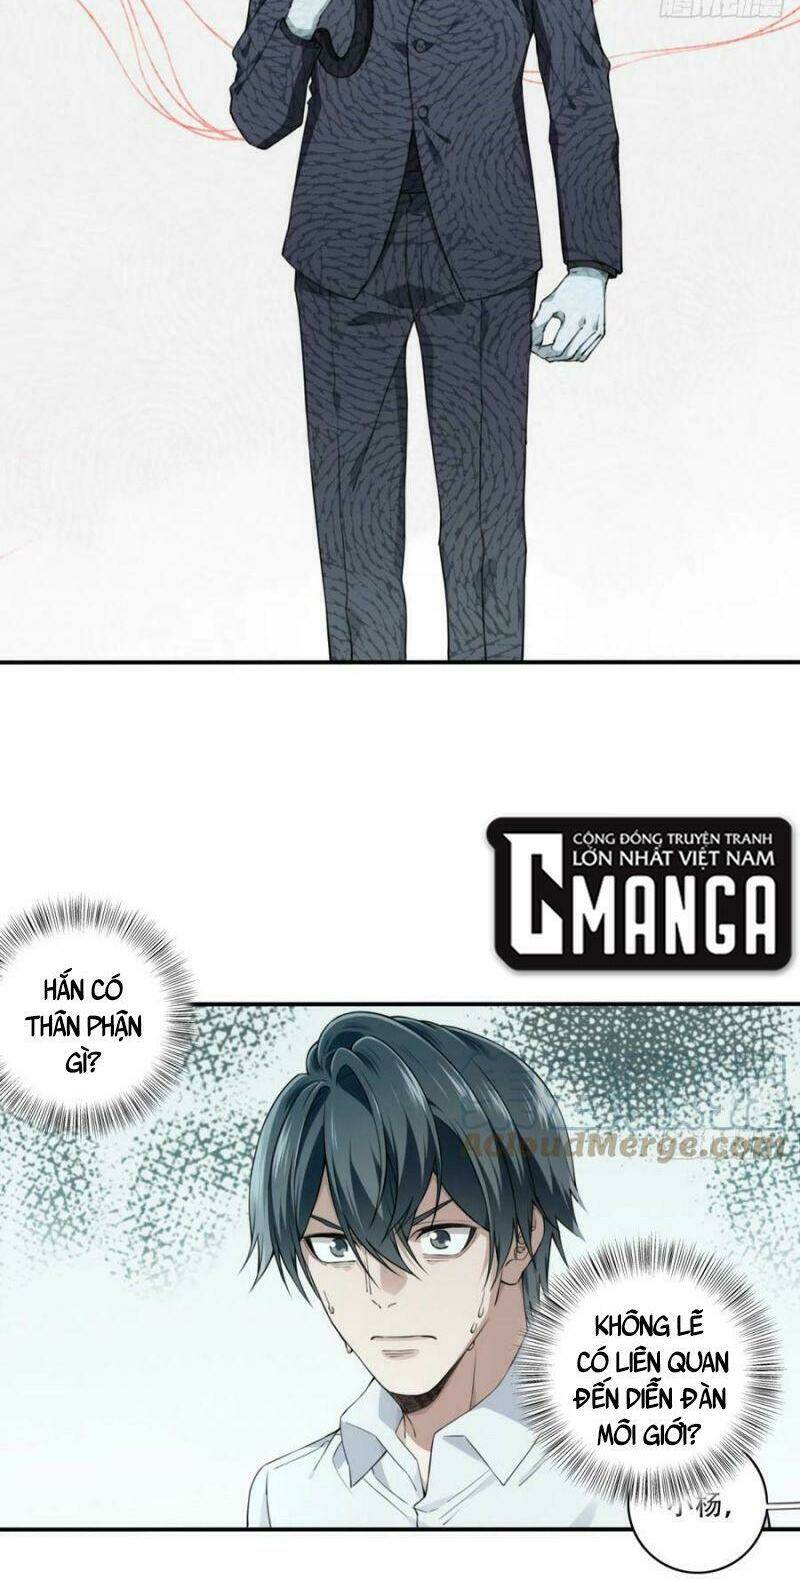 CỘNG ĐỒNG TRUYỆN TRANH
LỚN NHẤT VIỆT NAM
CMANGA
HẮN CÓ
THÂN PHẬN
GÌ?
ACloudMerge.com
KHÔNG LẼ
CÓ LIÊN QUAN
ĐẾN DIỄN ĐÀN
MÔI GIỚI?
小杨，